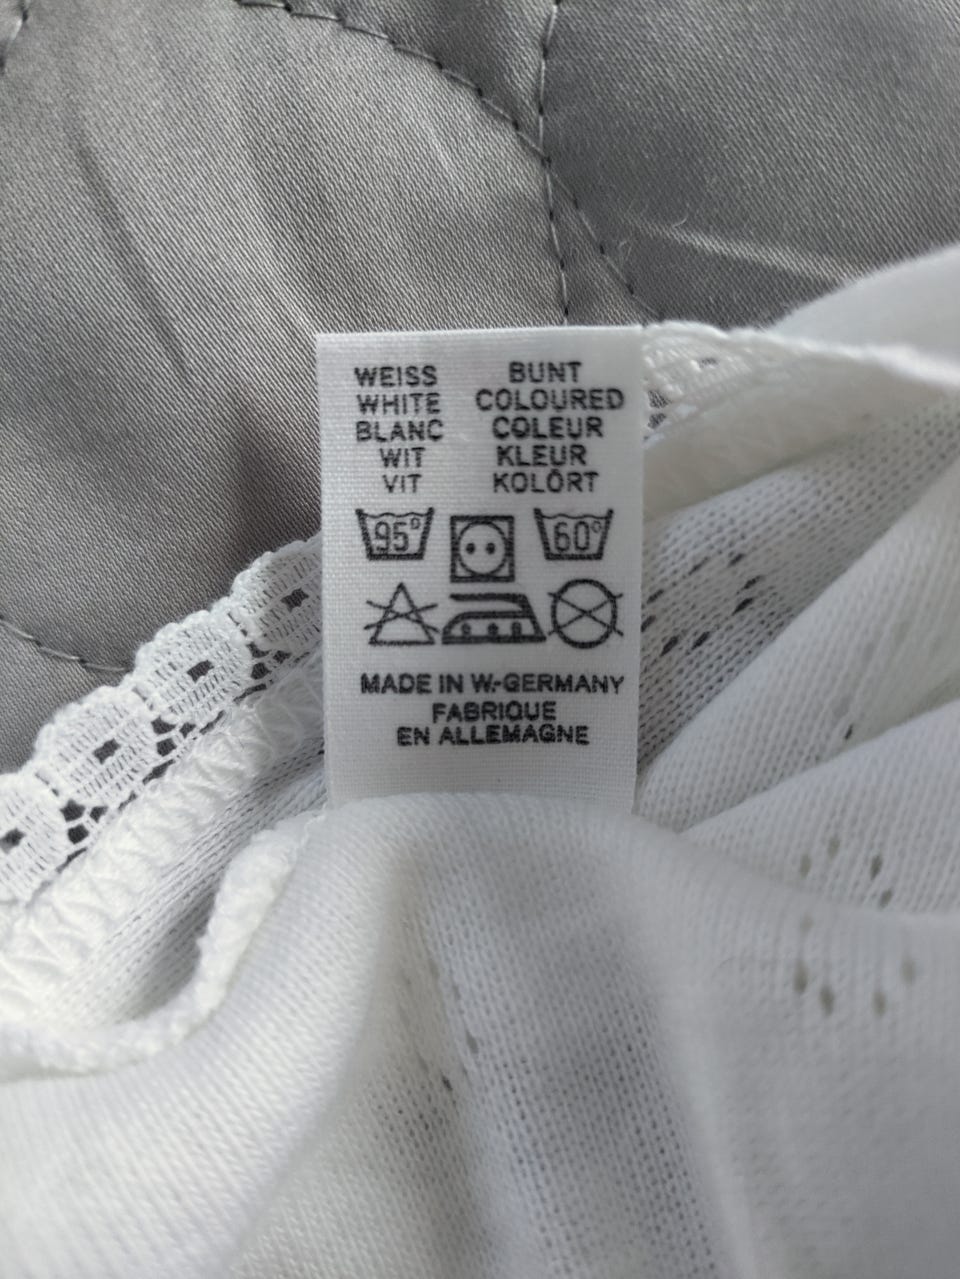 WEISS BUNT
WHITE COLOURED
BLANC COLEUR
WIT KLEUR
VIT KOLÖRT
95° 60°
MADE IN W.-GERMANY
FABRIQUE
EN ALLEMAGNE